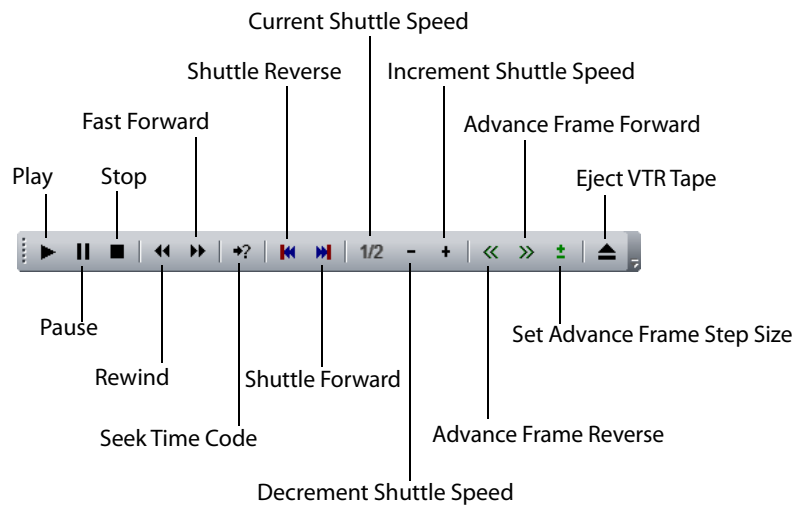 Current Shuttle Speed
Shuttle Reverse
Increment Shuttle Speed
Fast Forward
Advance Frame Forward
Play
Stop
Eject VTR Tape
?
1/2
- +
±
Pause
Set Advance Frame Step Size
Rewind
Shuttle Forward
Seek Time Code
Advance Frame Reverse
Decrement Shuttle Speed